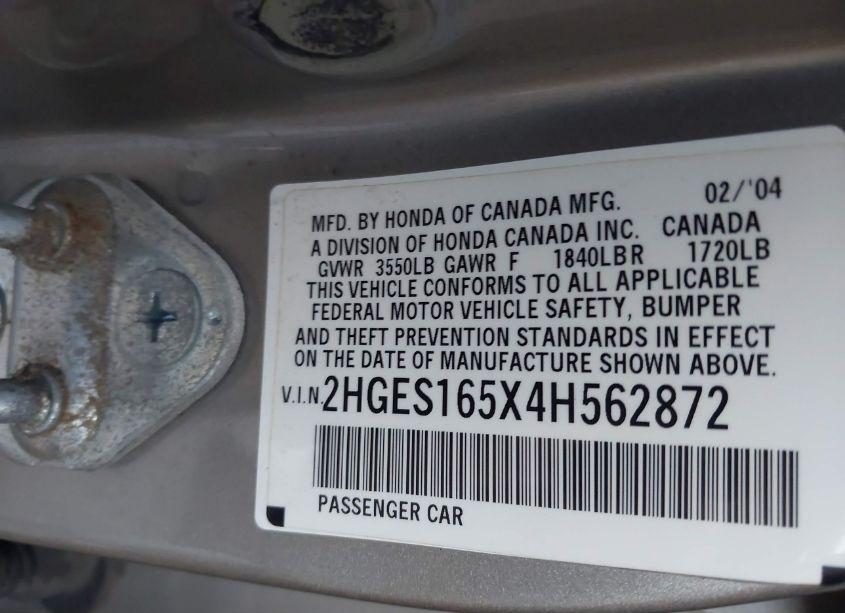 MFD. BY HONDA OF CANADA MFG. 02/'04
A DIVISION OF HONDA CANADA INC. CANADA
GVWR 3550LB GAWR F 1840LB R 1720LB
THIS VEHICLE CONFORMS TO ALL APPLICABLE
FEDERAL MOTOR VEHICLE SAFETY, BUMPER
AND THEFT PREVENTION STANDARDS IN EFFECT
ON THE DATE OF MANUFACTURE SHOWN ABOVE.
V.I.N. 2HGES165X4H562872
PASSENGER CAR